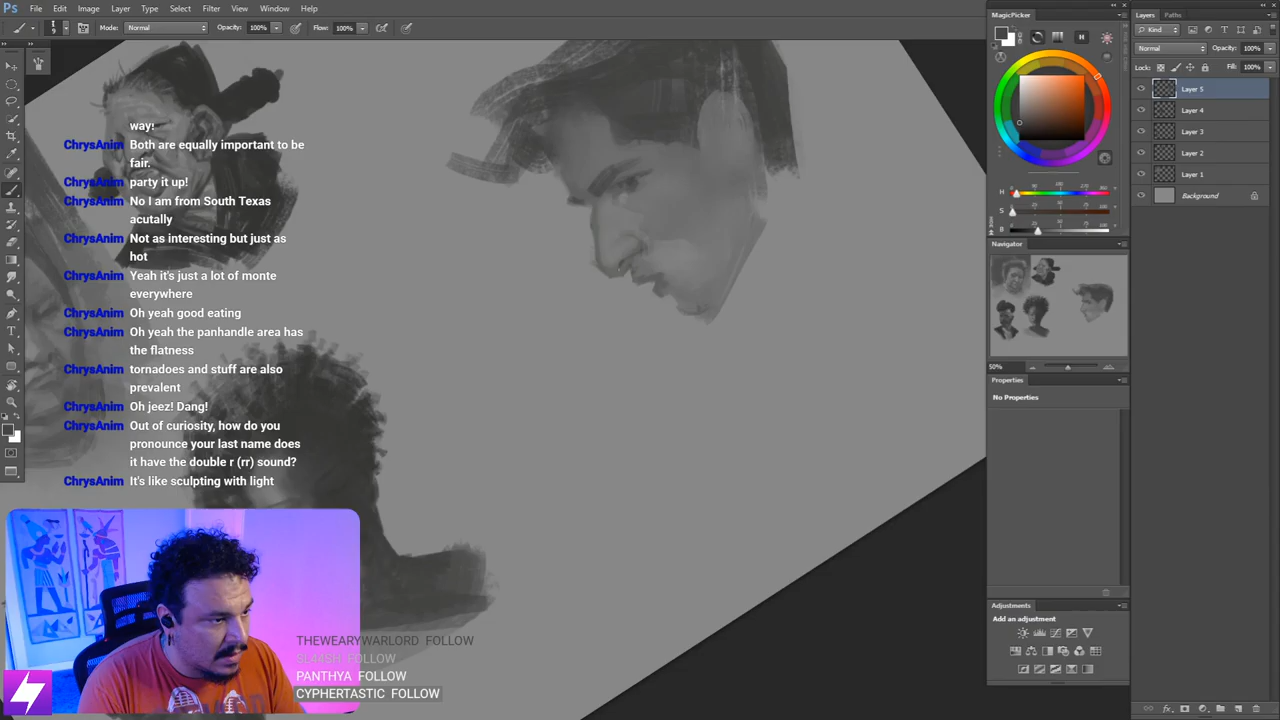 File Edit Image Layer Type Select Filter View Window Help
9 Mode: Normal Opacity: 100% Flow: 100%
way!
ChrysAnim Both are equally important to be
fair.
ChrysAnim party it up!
ChrysAnim No I am from South Texas
acutally
ChrysAnim Not as interesting but just as
hot
ChrysAnim Yeah it's just a lot of monte
everywhere
ChrysAnim Oh yeah good eating
ChrysAnim Oh yeah the panhandle area has
the flatness
ChrysAnim tornadoes and stuff are also
prevalent
ChrysAnim Oh jeez! Dang!
ChrysAnim Out of curiosity, how do you
pronounce your last name does
it have the double r (rr) sound?
ChrysAnim It's like sculpting with light
THEWEARYWARLORD FOLLOW
SL44SH FOLLOW
PANTHYA FOLLOW
CYPHERTASTIC FOLLOW
MagicPicker
H
H
S
B
Navigator
50%
Properties
No Properties
Adjustments
Add an adjustment
Layers Paths
Kind
Normal Opacity: 100%
Lock: Fill: 100%
Layer 5
Layer 4
Layer 3
Layer 2
Layer 1
Background